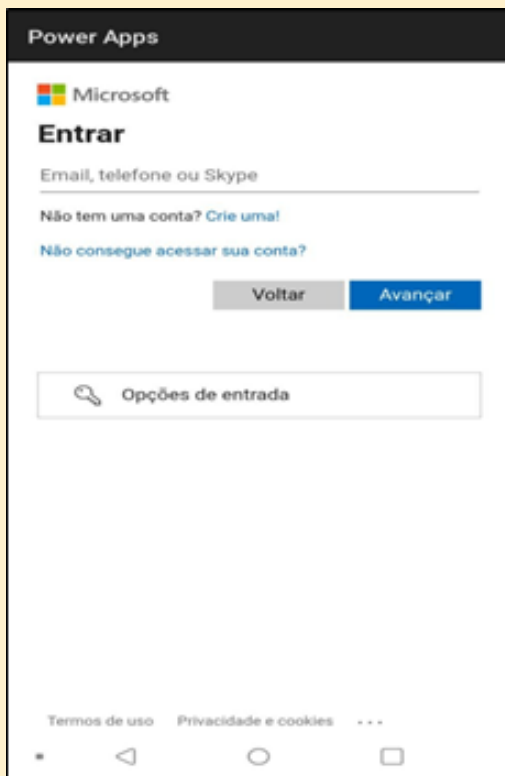 Power Apps
Microsoft
Entrar
Email, telefone ou Skype
Não tem uma conta? Crie uma!
Não consegue acessar sua conta?
Voltar Avançar
Opções de entrada
Termos de uso Privacidade e cookies ...